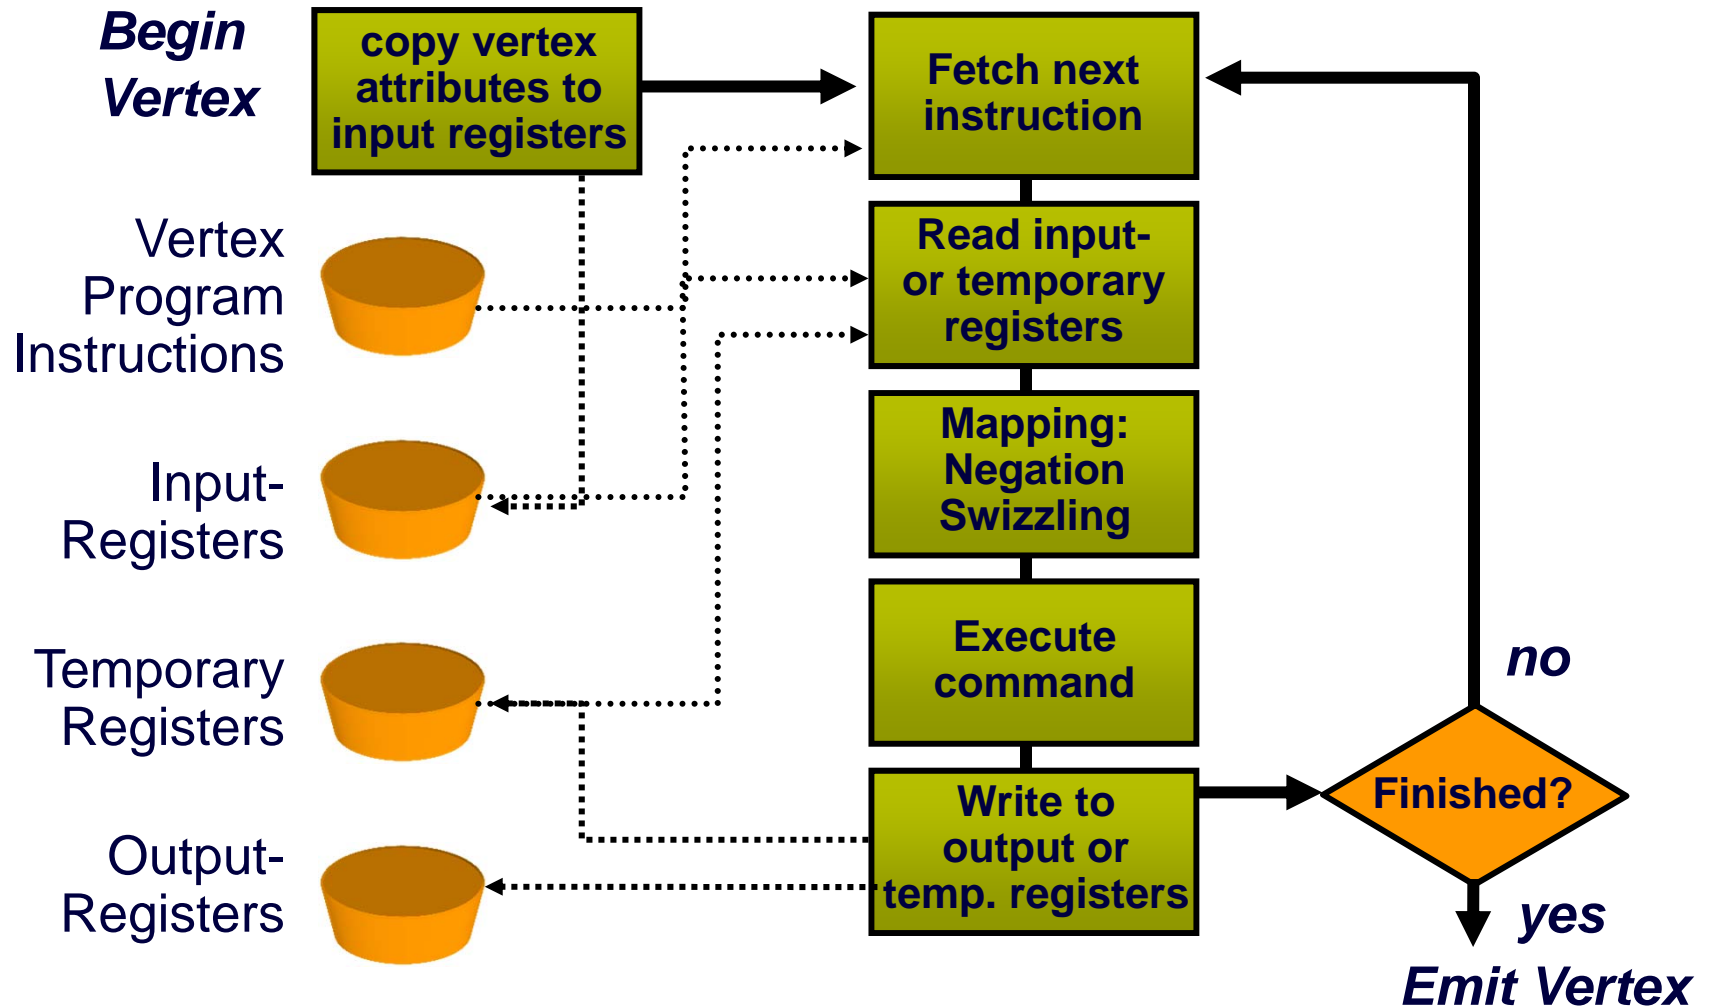 Begin
Vertex
copy vertex
attributes to
input registers
Fetch next
instruction
Vertex
Program
Instructions
Read input-
or temporary
registers
Input-
Registers
Mapping:
Negation
Swizzling
Temporary
Registers
Execute
command
no
Output-
Registers
Write to
output or
temp. registers
Finished?
yes
Emit Vertex